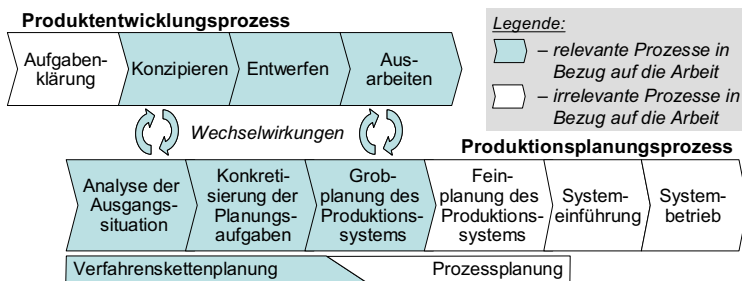 Produktentwicklungsprozess
Aufgaben-
klärung
Konzipieren
Entwerfen
Aus-
arbeiten
Legende:
– relevante Prozesse in
Bezug auf die Arbeit
– irrelevante Prozesse in
Bezug auf die Arbeit
Wechselwirkungen
Produktionsplanungsprozess
Analyse der
Ausgangs-
situation
Konkreti-
sierung der
Planungs-
aufgaben
Grob-
planung des
Produktions-
systems
Fein-
planung des
Produktions-
systems
System-
einführung
System-
betrieb
Verfahrenskettenplanung
Prozessplanung